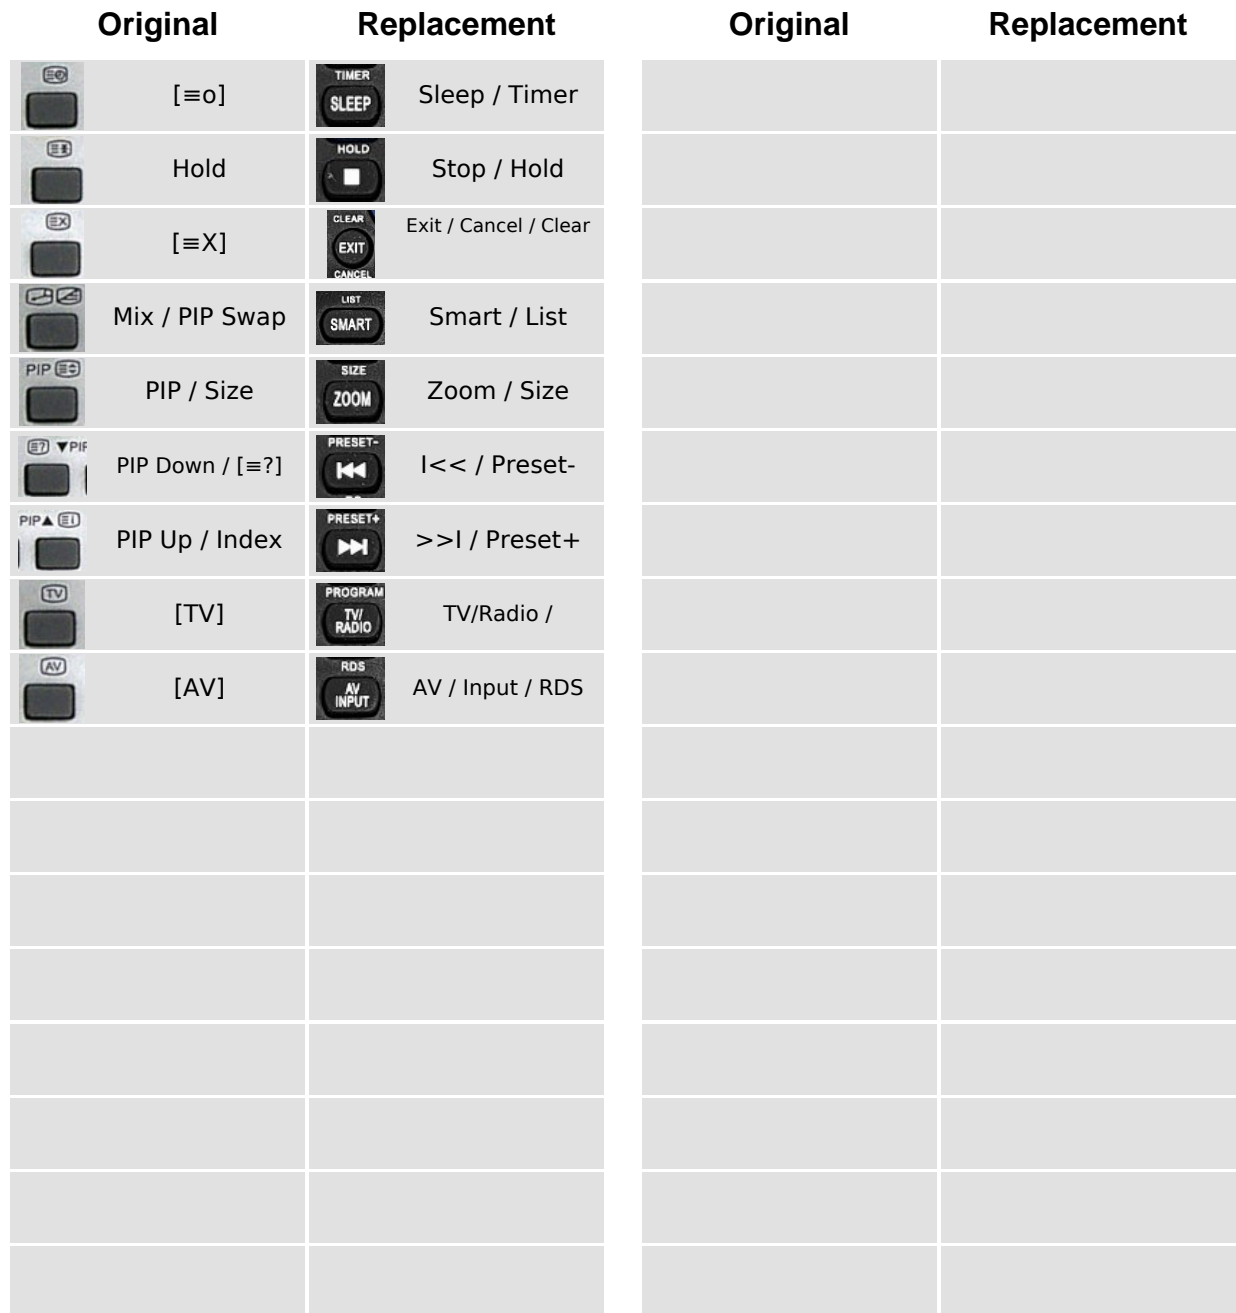 Original Replacement Original Replacement
[≡o] TIMER SLEEP Sleep / Timer
Hold HOLD Stop / Hold
X [≡X] CLEAR EXIT CANCEL Exit / Cancel / Clear
Mix / PIP Swap LIST SMART Smart / List
PIP PIP / Size SIZE ZOOM Zoom / Size
? ▼PIP PIP Down / [≡?] PRESET- I<< / Preset-
PIP▲ i PIP Up / Index PRESET+ >>I / Preset+
TV [TV] PROGRAM TV/ RADIO TV/Radio /
AV [AV] RDS AV INPUT AV / Input / RDS